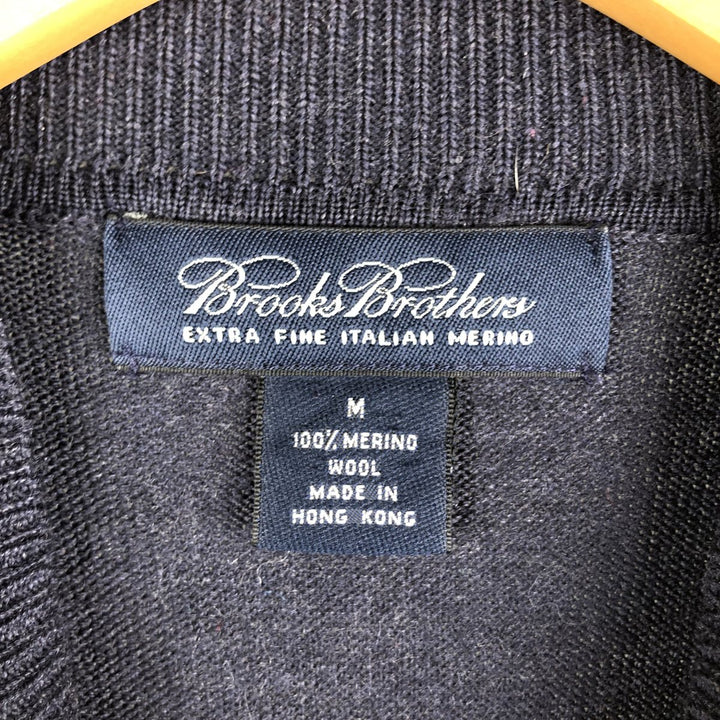 Brooks Brothers
EXTRA FINE ITALIAN MERINO
M
100% MERINO
WOOL
MADE IN
HONG KONG